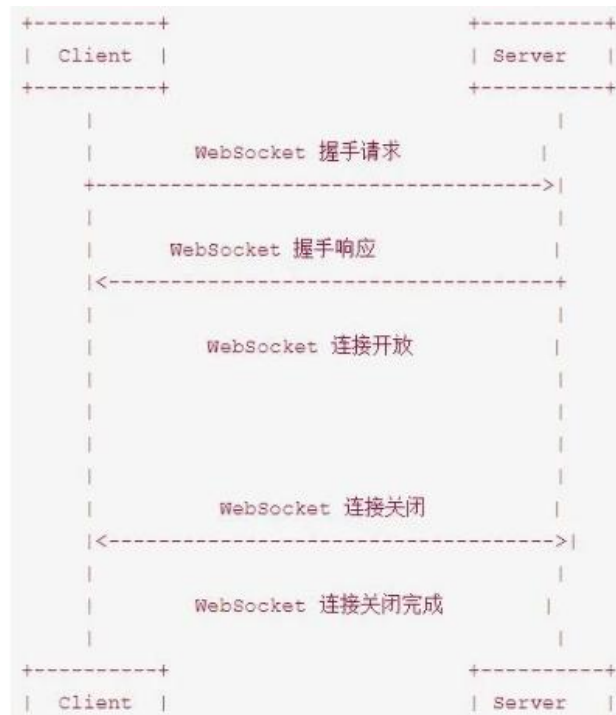 Client Server
WebSocket 握手请求
WebSocket 握手响应
WebSocket 连接开放
WebSocket 连接关闭
WebSocket 连接关闭完成
Client Server